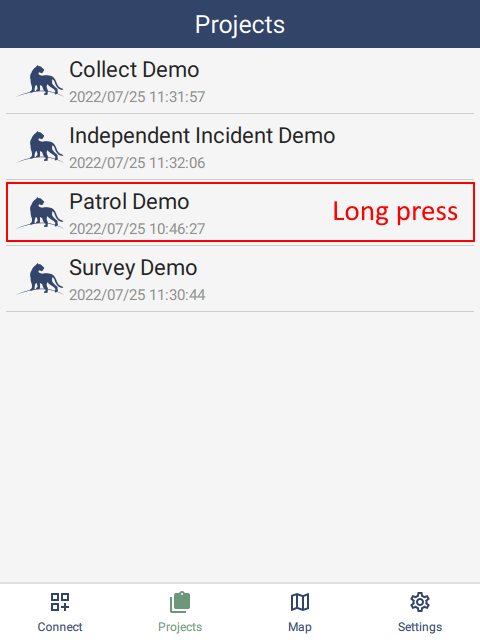 Projects
Collect Demo
2022/07/25 11:31:57
Independent Incident Demo
2022/07/25 11:32:06
Patrol Demo
2022/07/25 10:46:27
Long press
Survey Demo
2022/07/25 11:30:44
Connect
Projects
Map
Settings